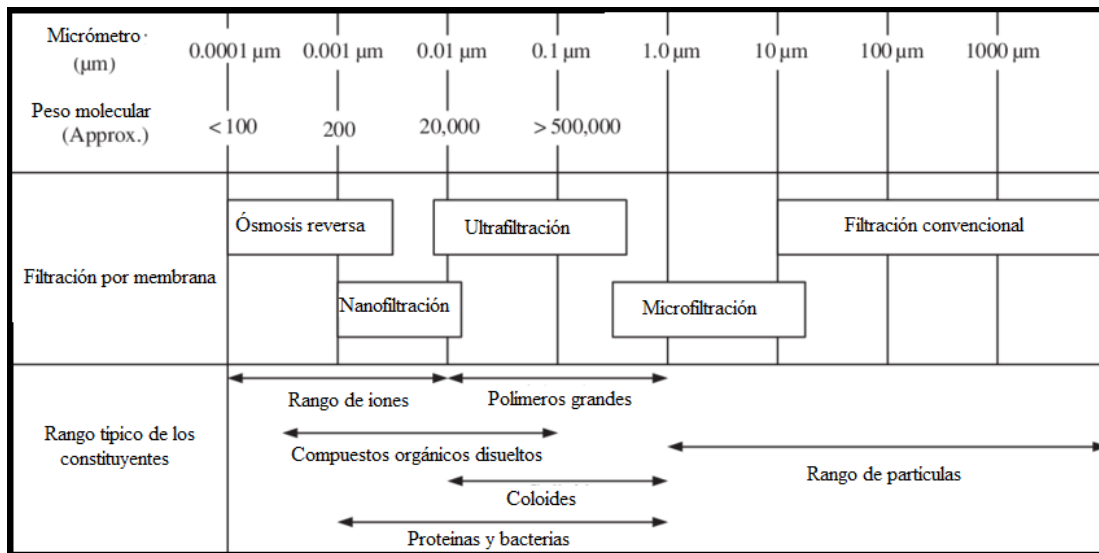 Micrómetro·
(µm)
0.0001 µm 0.001 µm 0.01 µm 0.1 µm 1.0 µm 10 µm 100 µm 1000 µm
Peso molecular
(Approx.)
<100 200 20,000 >500,000
Filtración por membrana
Ósmosis reversa
Ultrafiltración
Filtración convencional
Nanofiltración
Microfiltración
Rango típico de los
constituyentes
Rango de iones
Polímeros grandes
Compuestos orgánicos disueltos
Rango de partículas
Coloides
Proteinas y bacterias